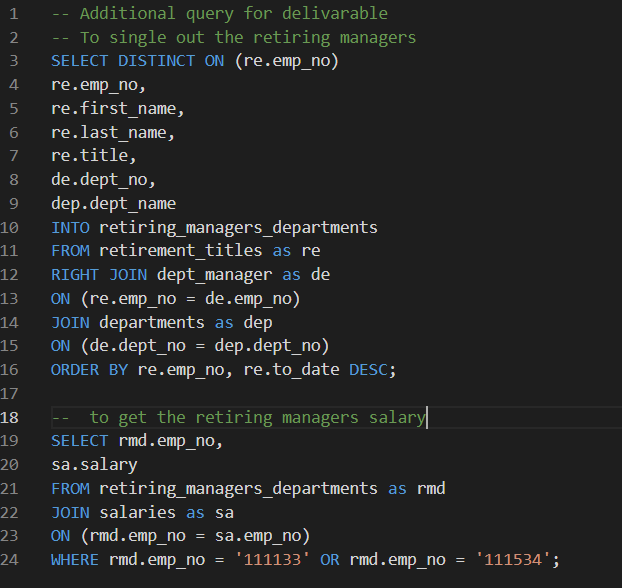 1 -- Additional query for delivarable
2 -- To single out the retiring managers
3 SELECT DISTINCT ON (re.emp_no)
4 re.emp_no,
5 re.first_name,
6 re.last_name,
7 re.title,
8 de.dept_no,
9 dep.dept_name
10 INTO retiring_managers_departments
11 FROM retirement_titles as re
12 RIGHT JOIN dept_manager as de
13 ON (re.emp_no = de.emp_no)
14 JOIN departments as dep
15 ON (de.dept_no = dep.dept_no)
16 ORDER BY re.emp_no, re.to_date DESC;
17
18 --  to get the retiring managers salary
19 SELECT rmd.emp_no,
20 sa.salary
21 FROM retiring_managers_departments as rmd
22 JOIN salaries as sa
23 ON (rmd.emp_no = sa.emp_no)
24 WHERE rmd.emp_no = '111133' OR rmd.emp_no = '111534';